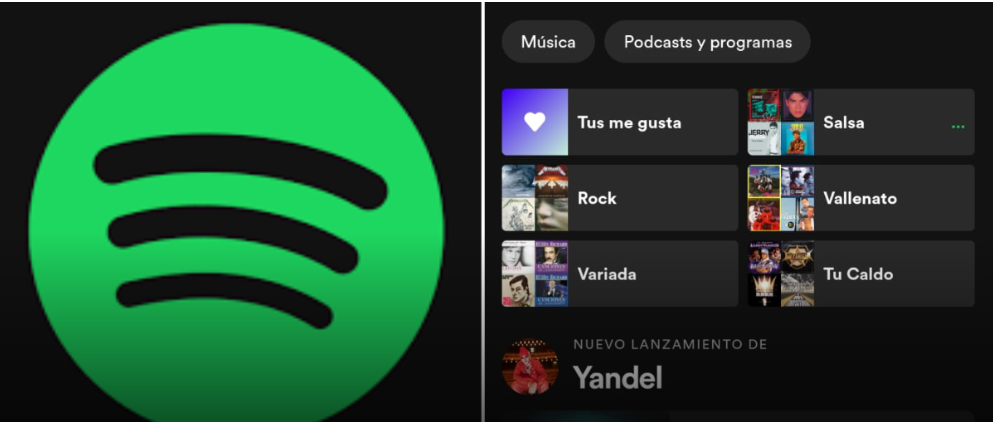 Música Podcasts y programas
Tus me gusta
Salsa
Rock
Vallenato
Variada
Tu Caldo
NUEVO LANZAMIENTO DE
Yandel